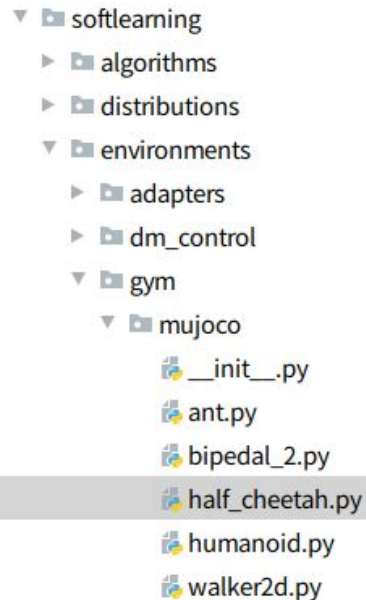 softlearning
algorithms
distributions
environments
adapters
dm_control
gym
mujoco
__init__.py
ant.py
bipedal_2.py
half_cheetah.py
humanoid.py
walker2d.py